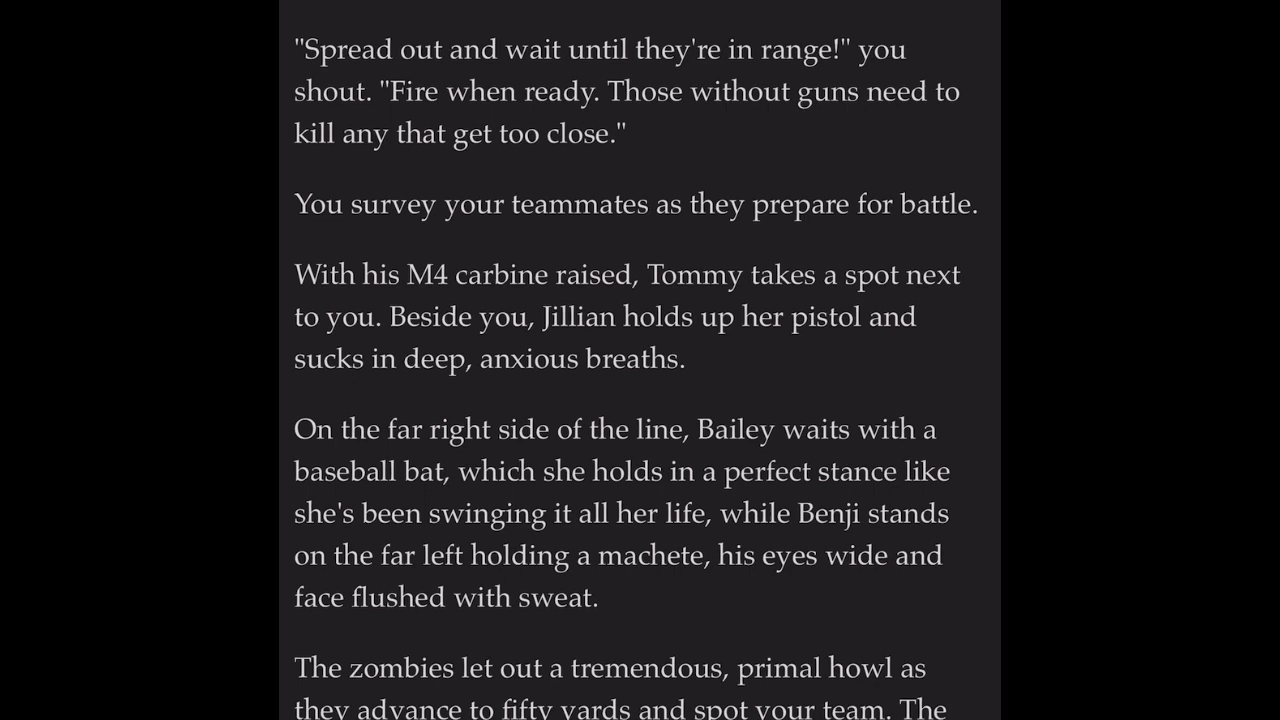 "Spread out and wait until they're in range!" you
shout. "Fire when ready. Those without guns need to
kill any that get too close."
You survey your teammates as they prepare for battle.
With his M4 carbine raised, Tommy takes a spot next
to you. Beside you, Jillian holds up her pistol and
sucks in deep, anxious breaths.
On the far right side of the line, Bailey waits with a
baseball bat, which she holds in a perfect stance like
she's been swinging it all her life, while Benji stands
on the far left holding a machete, his eyes wide and
face flushed with sweat.
The zombies let out a tremendous, primal howl as
they advance to fifty yards and spot your team. The